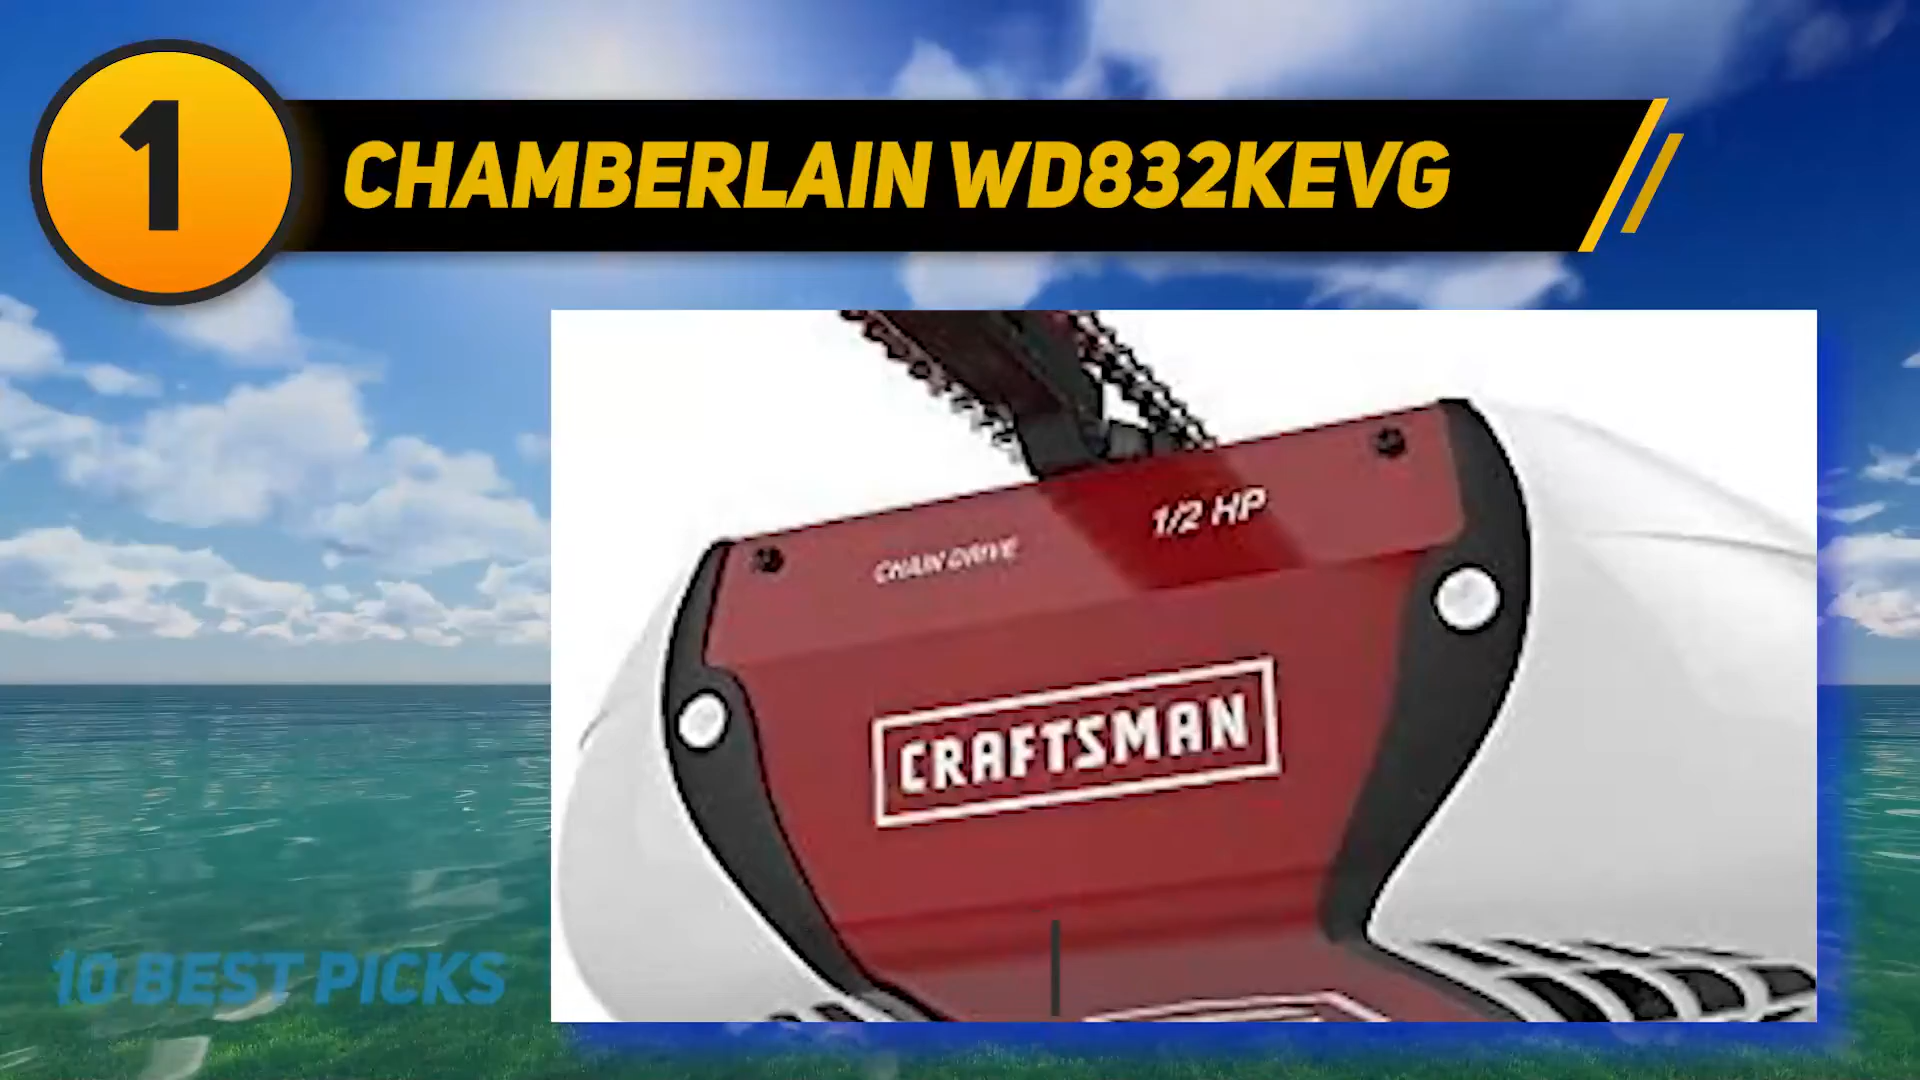 1
CHAMBERLAIN WD832KEVG
CHAIN DRIVE
1/2 HP
CRAFTSMAN
10 BEST PICKS